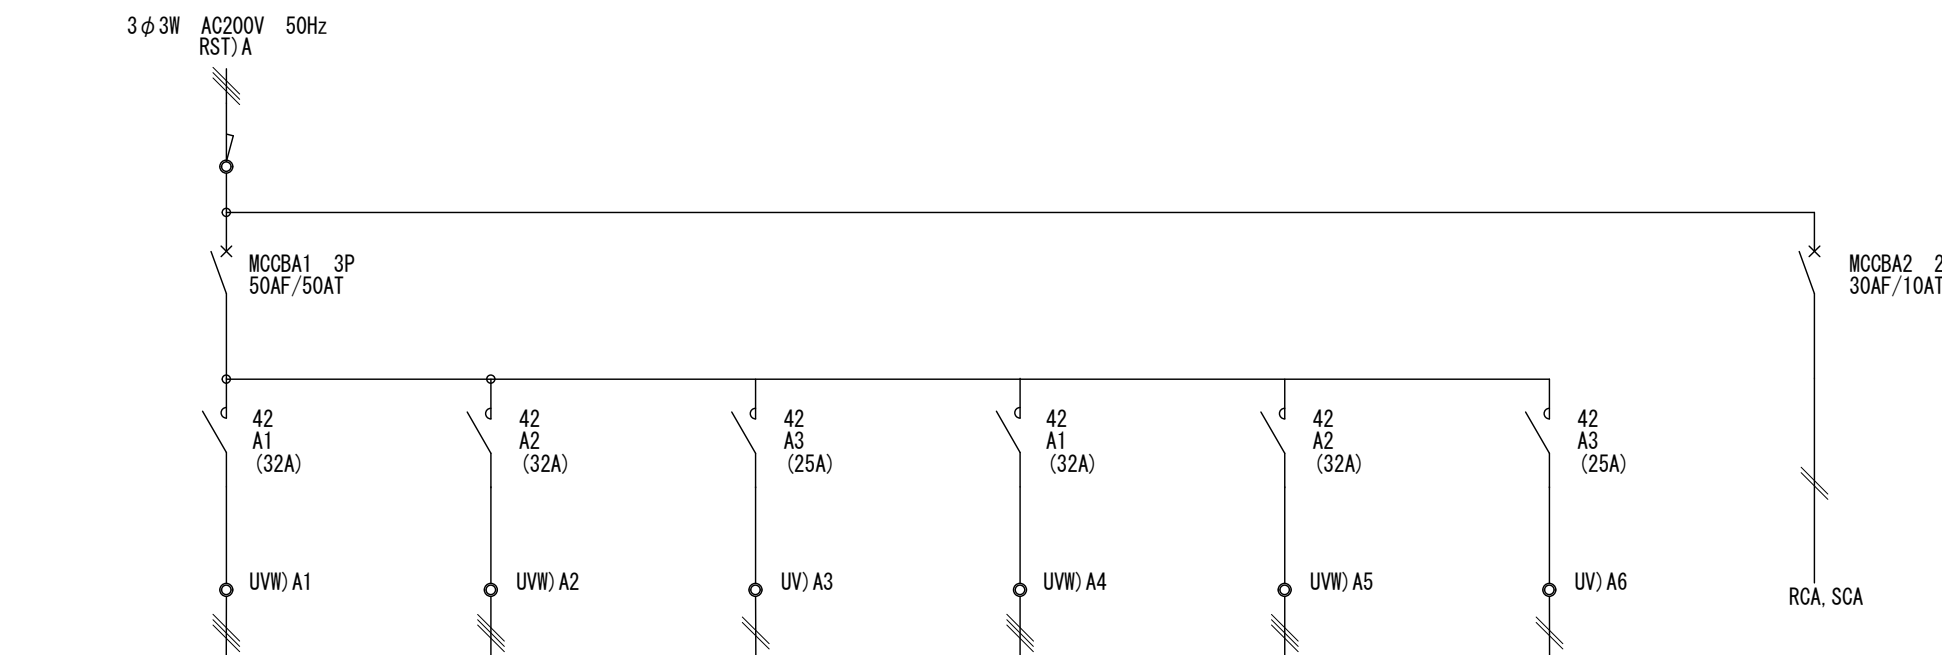 3φ3W AC200V 50Hz
RST)A
MCCBA1 3P
50AF/50AT
MCCBA2 2
30AF/10AT
42
A1
(32A)
42
A2
(32A)
42
A3
(25A)
42
A1
(32A)
42
A2
(32A)
42
A3
(25A)
UVW)A1
UVW)A2
UV)A3
UVW)A4
UVW)A5
UV)A6
RCA,SCA